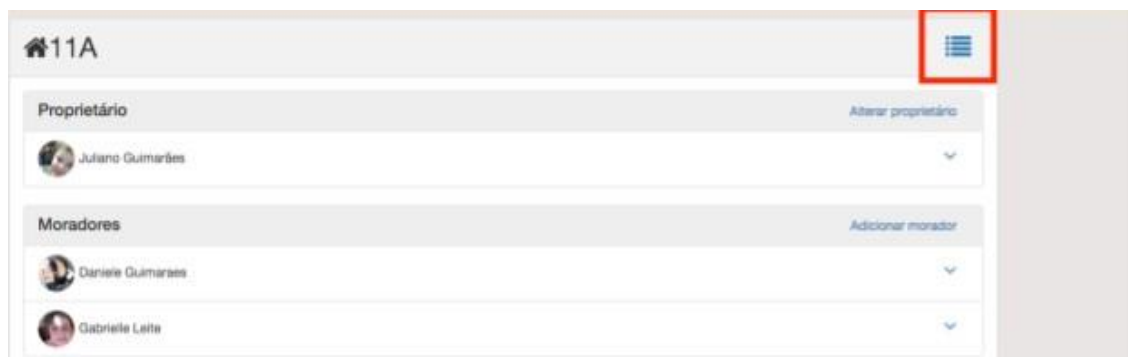 11A
Proprietário
Alterar proprietário
Juliano Guimarães
Moradores
Adicionar morador
Daniele Guimaraes
Gabrielle Leite